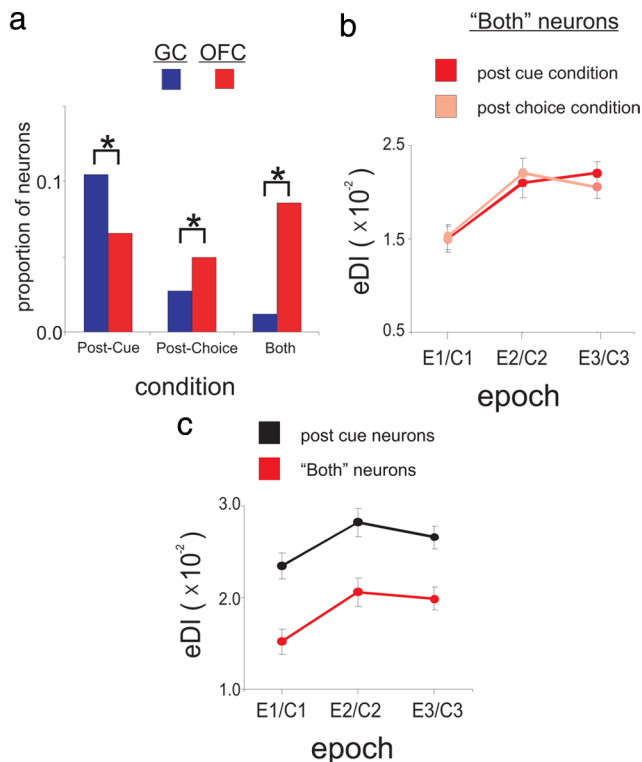 a
GC OFC
proportion of neurons
0.1
0.0
* * *
Post-Cue Post-Choice Both
condition
b
"Both" neurons
post cue condition
post choice condition
eDI ( ×10⁻²)
2.5
1.5
0.5
E1/C1 E2/C2 E3/C3
epoch
c
post cue neurons
"Both" neurons
eDI ( ×10⁻²)
3.0
2.0
1.0
E1/C1 E2/C2 E3/C3
epoch